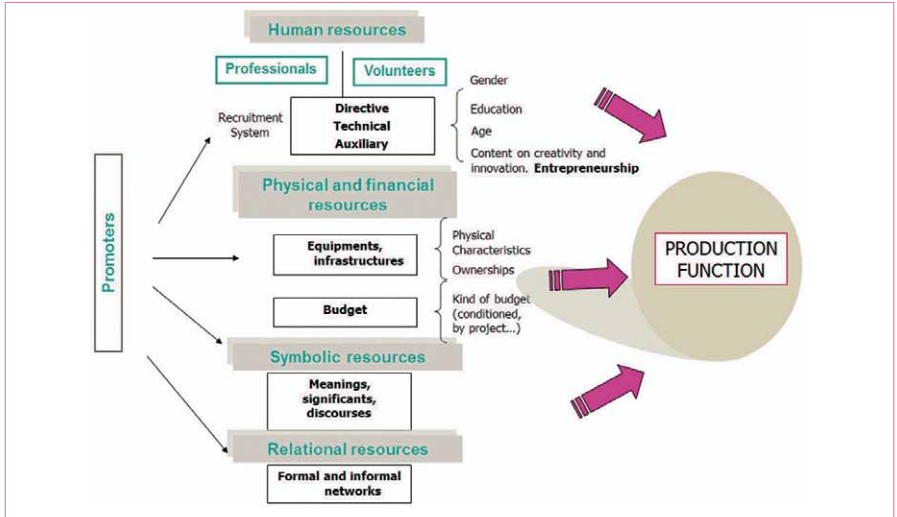 Human resources
Professionals
Volunteers
Recruitment
System
Directive
Technical
Auxiliary
Gender
Education
Age
Content on creativity and
innovation. Entrepreneurship
Promoters
Physical and financial
resources
Equipments,
infrastructures
Physical
Characteristics
Ownerships
Budget
Kind of budget
(conditioned,
by project...)
Symbolic resources
Meanings,
significants,
discourses
Relational resources
Formal and informal
networks
PRODUCTION
FUNCTION